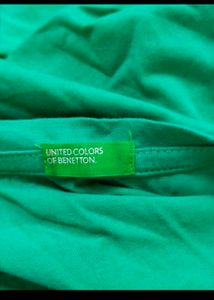 UNITED COLORS
OF BENETTON.